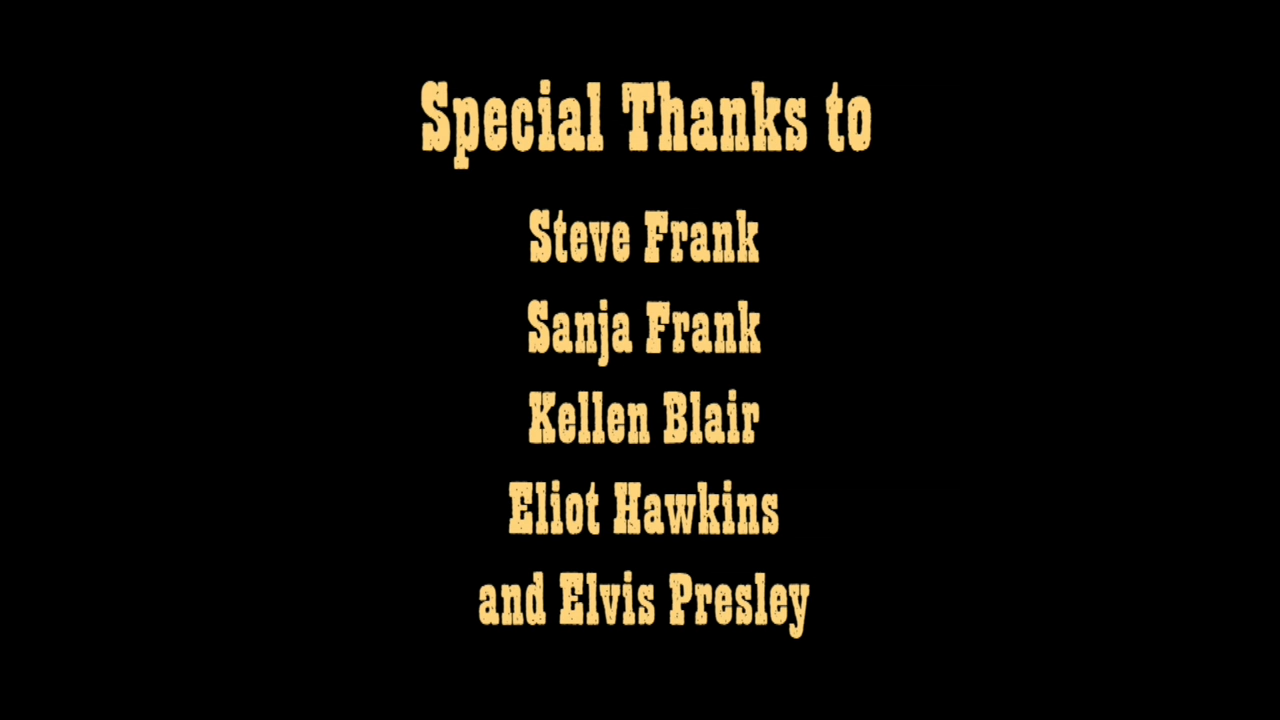 Special Thanks to
Steve Frank
Sanja Frank
Kellen Blair
Eliot Hawkins
and Elvis Presley